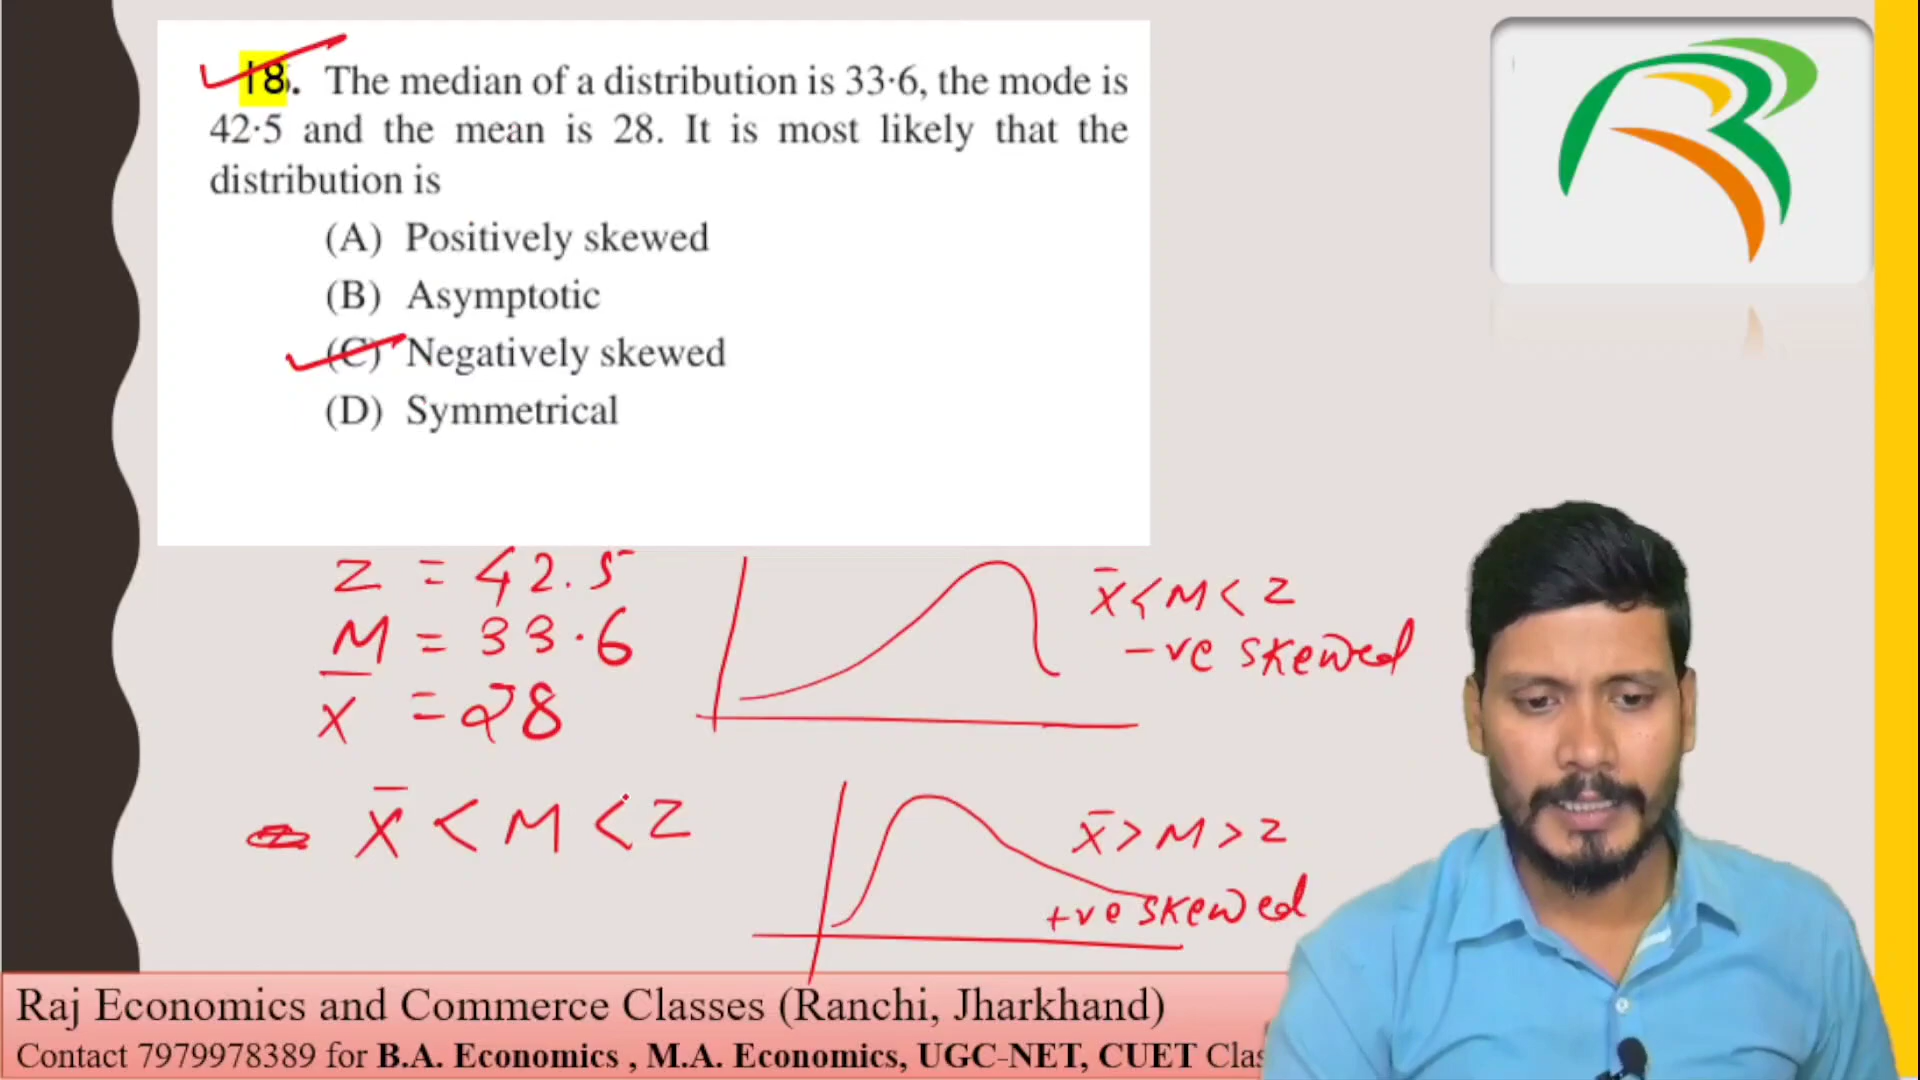 18. The median of a distribution is 33·6, the mode is
42·5 and the mean is 28. It is most likely that the
distribution is
(A) Positively skewed
(B) Asymptotic
(C) Negatively skewed
(D) Symmetrical
Z = 42.5
M = 33.6
X̄ = 28
X̄ < M < Z
X̄ < M < Z
-ve skewed
X̄ > M > Z
+ve skewed
Raj Economics and Commerce Classes (Ranchi, Jharkhand)
Contact 7979978389 for B.A. Economics , M.A. Economics, UGC-NET, CUET Clas